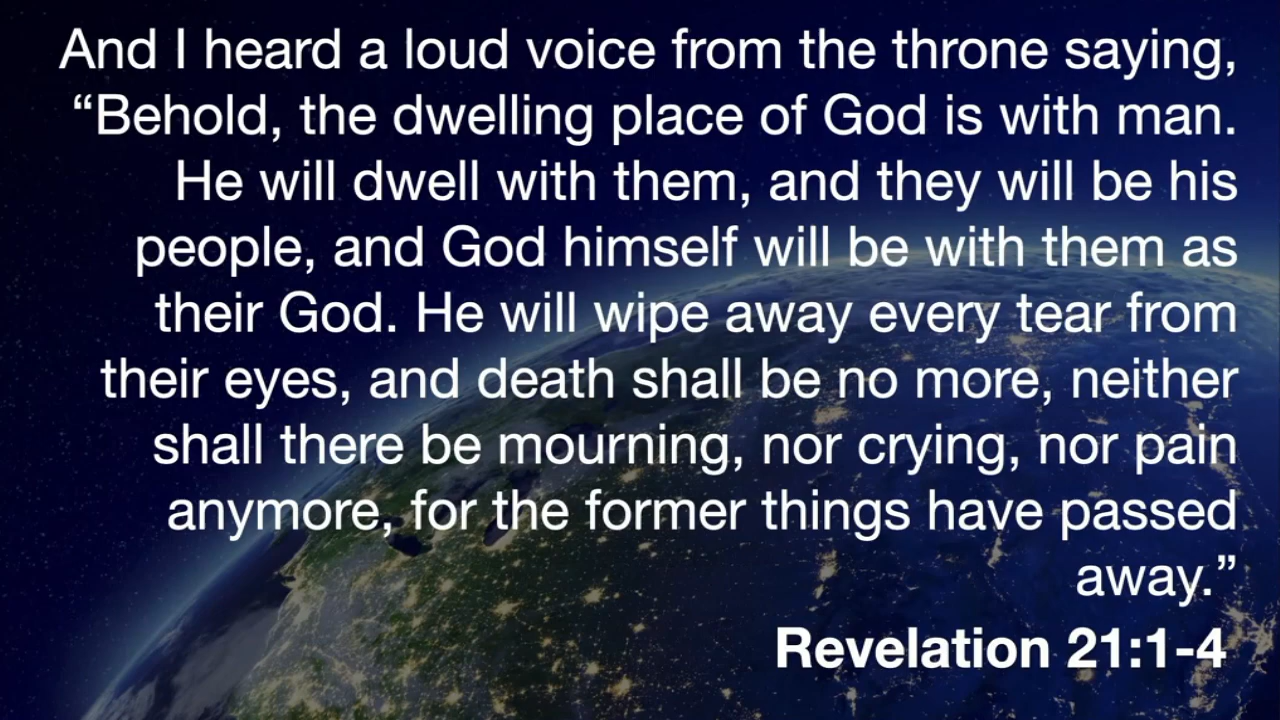 And I heard a loud voice from the throne saying,
“Behold, the dwelling place of God is with man.
He will dwell with them, and they will be his
people, and God himself will be with them as
their God. He will wipe away every tear from
their eyes, and death shall be no more, neither
shall there be mourning, nor crying, nor pain
anymore, for the former things have passed
away.”
Revelation 21:1-4